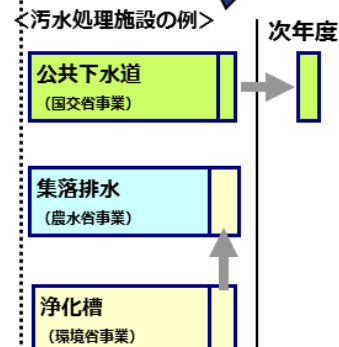 ＜汚水処理施設の例＞
次年度
公共下水道
（国交省事業）
集落排水
（農水省事業）
浄化槽
（環境省事業）